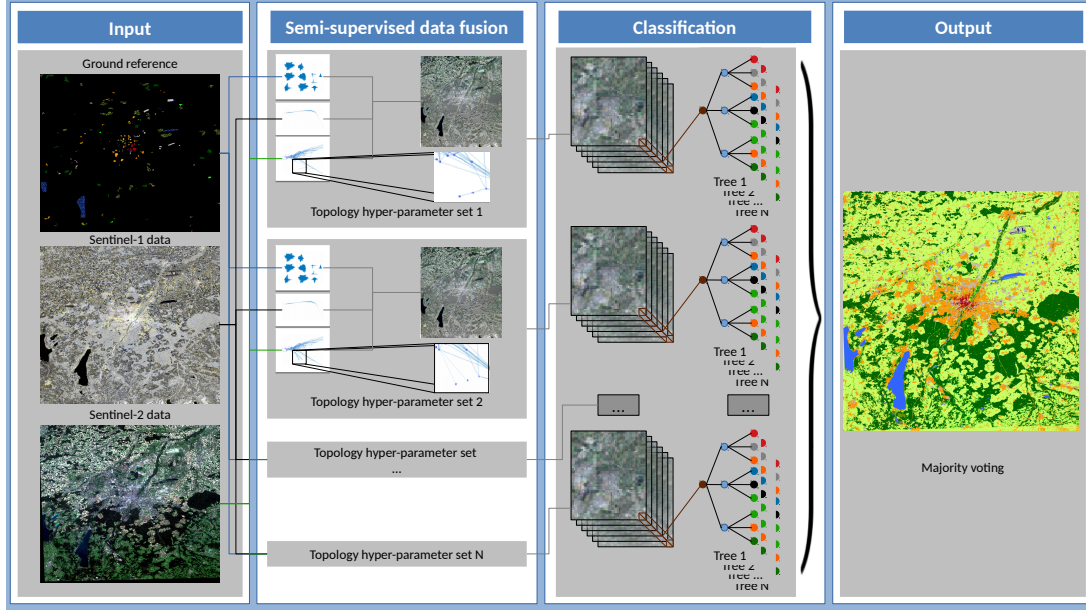 Input
Ground reference
Sentinel-1 data
Sentinel-2 data
Semi-supervised data fusion
Topology hyper-parameter set 1
Topology hyper-parameter set 2
Topology hyper-parameter set
...
Topology hyper-parameter set N
Classification
Tree 1
Tree 2
Tree ...
Tree N
Tree 1
Tree 2
Tree ...
Tree N
...
...
Tree 1
Tree 2
Tree ...
Tree N
Output
Majority voting